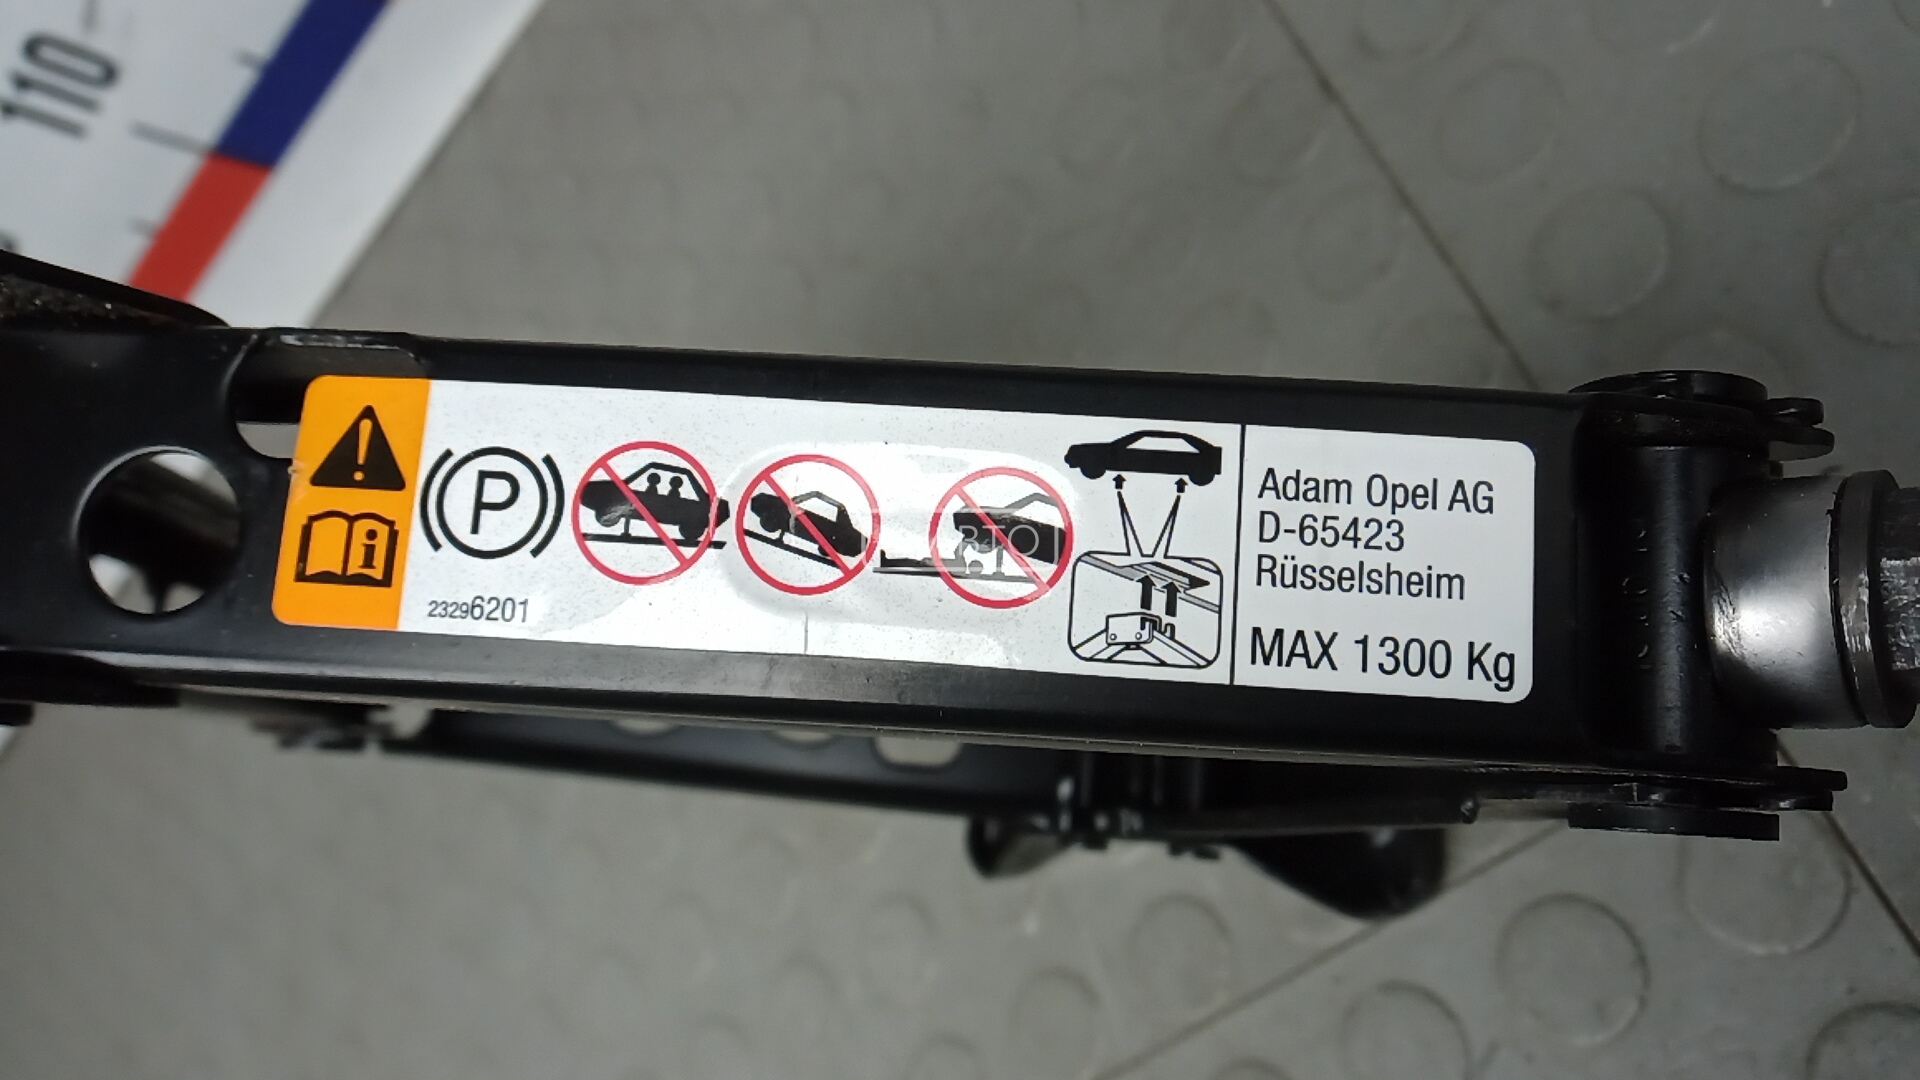 110
P
i
23296201
Adam Opel AG
D-65423
Rüsselsheim
MAX 1300 Kg